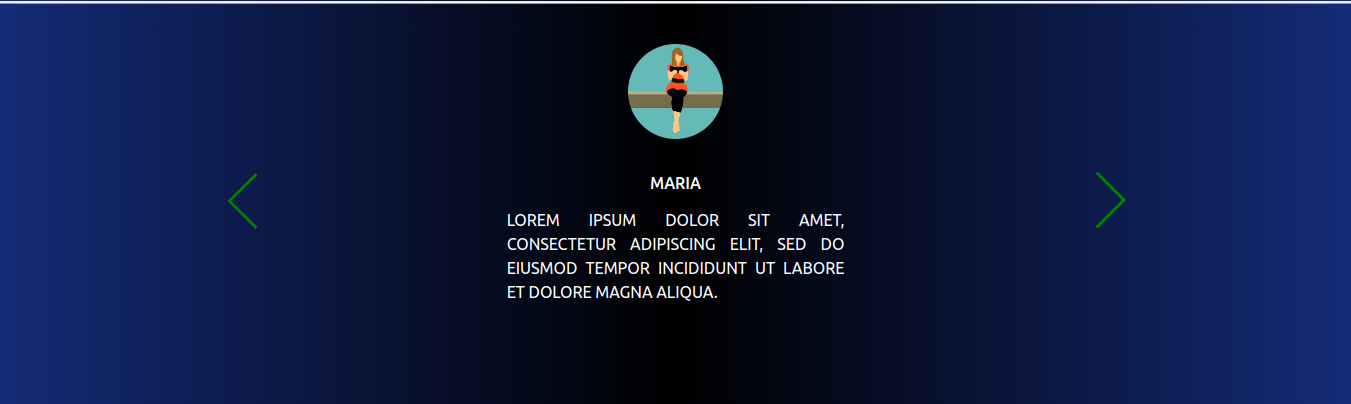 MARIA
LOREM IPSUM DOLOR SIT AMET,
CONSECTETUR ADIPISCING ELIT, SED DO
EIUSMOD TEMPOR INCIDIDUNT UT LABORE
ET DOLORE MAGNA ALIQUA.